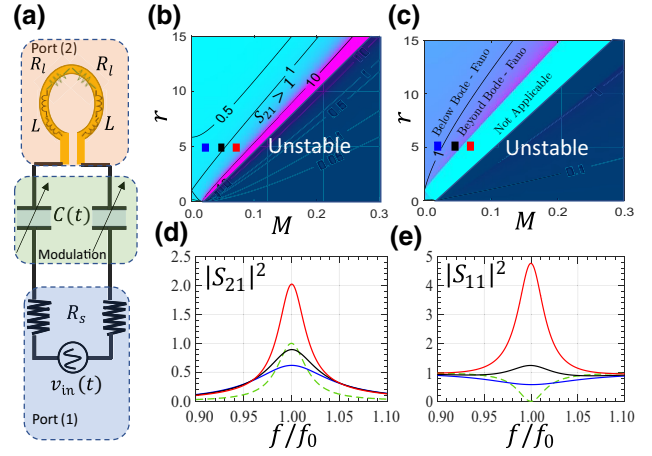 (a)
Port (2)
R_l
R_l
L
L
C(t)
Modulation
R_s
v_in(t)
Port (1)
(b)
15
10
5
0
r
0.5
S_21 > 1
1
10
Unstable
0
0.1
0.2
0.3
M
(c)
15
10
5
0
r
1
Below Bode - Fano
Beyond Bode - Fano
Not Applicable
Unstable
0.1
0
0.1
0.2
0.3
M
(d)
|S_21|^2
2.5
2.0
1.5
1.0
0.5
0.0
0.90
0.95
1.00
1.05
1.10
f/f_0
(e)
|S_11|^2
5
4
3
2
1
0
0.90
0.95
1.00
1.05
1.10
f/f_0